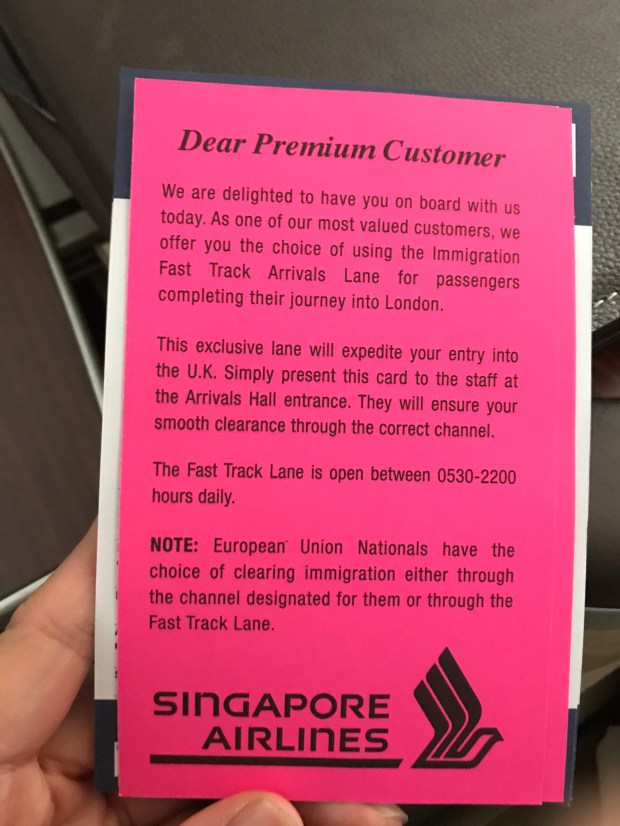 Dear Premium Customer
We are delighted to have you on board with us
today. As one of our most valued customers, we
offer you the choice of using the Immigration
Fast Track Arrivals Lane for passengers
completing their journey into London.
This exclusive lane will expedite your entry into
the U.K. Simply present this card to the staff at
the Arrivals Hall entrance. They will ensure your
smooth clearance through the correct channel.
The Fast Track Lane is open between 0530-2200
hours daily.
NOTE: European Union Nationals have the
choice of clearing immigration either through
the channel designated for them or through the
Fast Track Lane.
SINGAPORE
AIRLINES